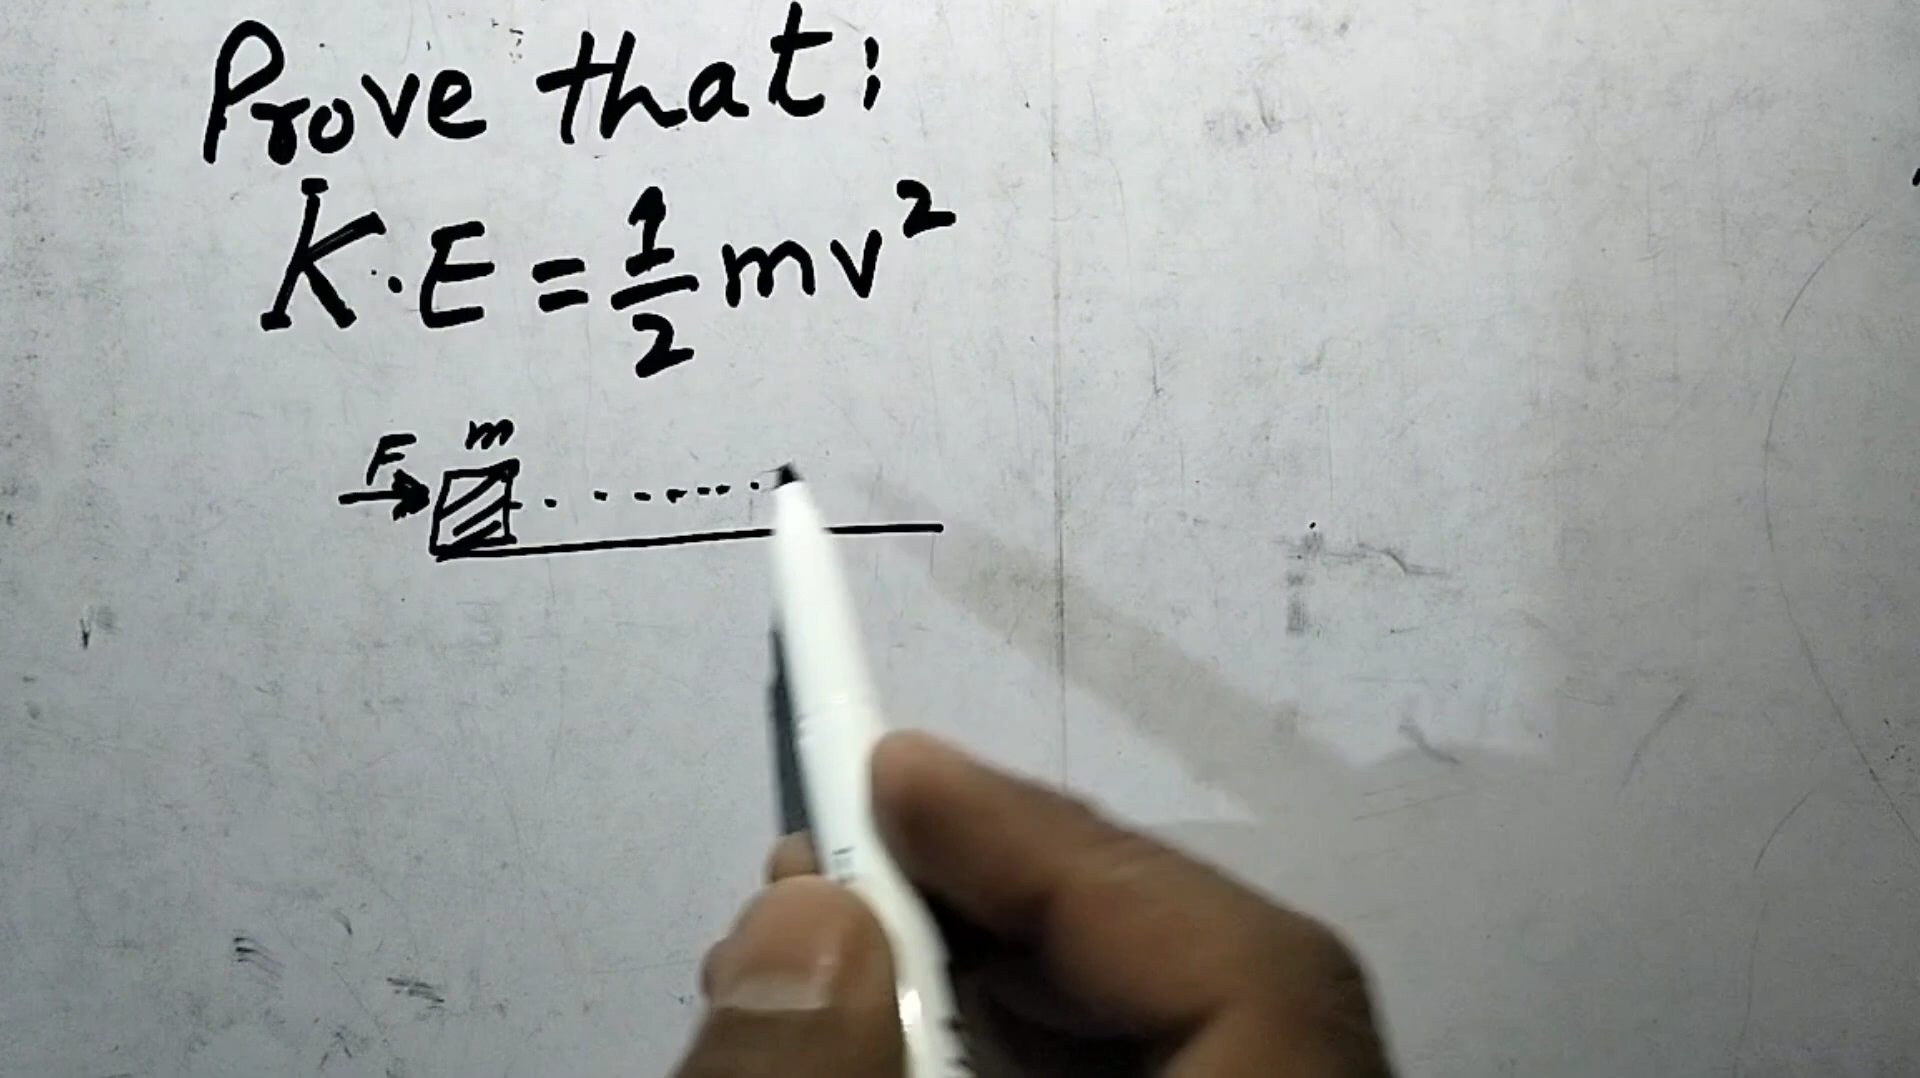 Prove that:
K.E = 1/2 mv²
F m